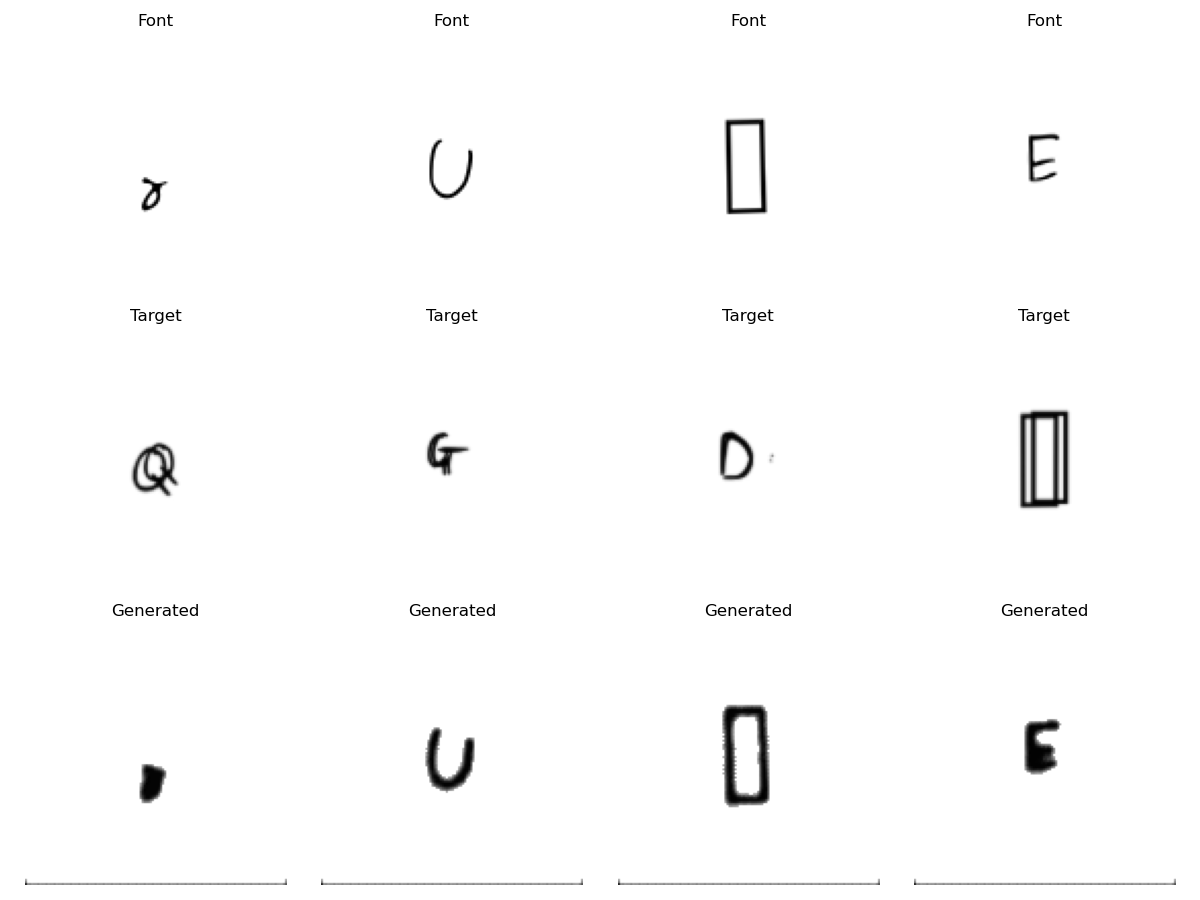 Font Font Font Font
r U E
Target Target Target Target
Q G D
Generated Generated Generated Generated
U E